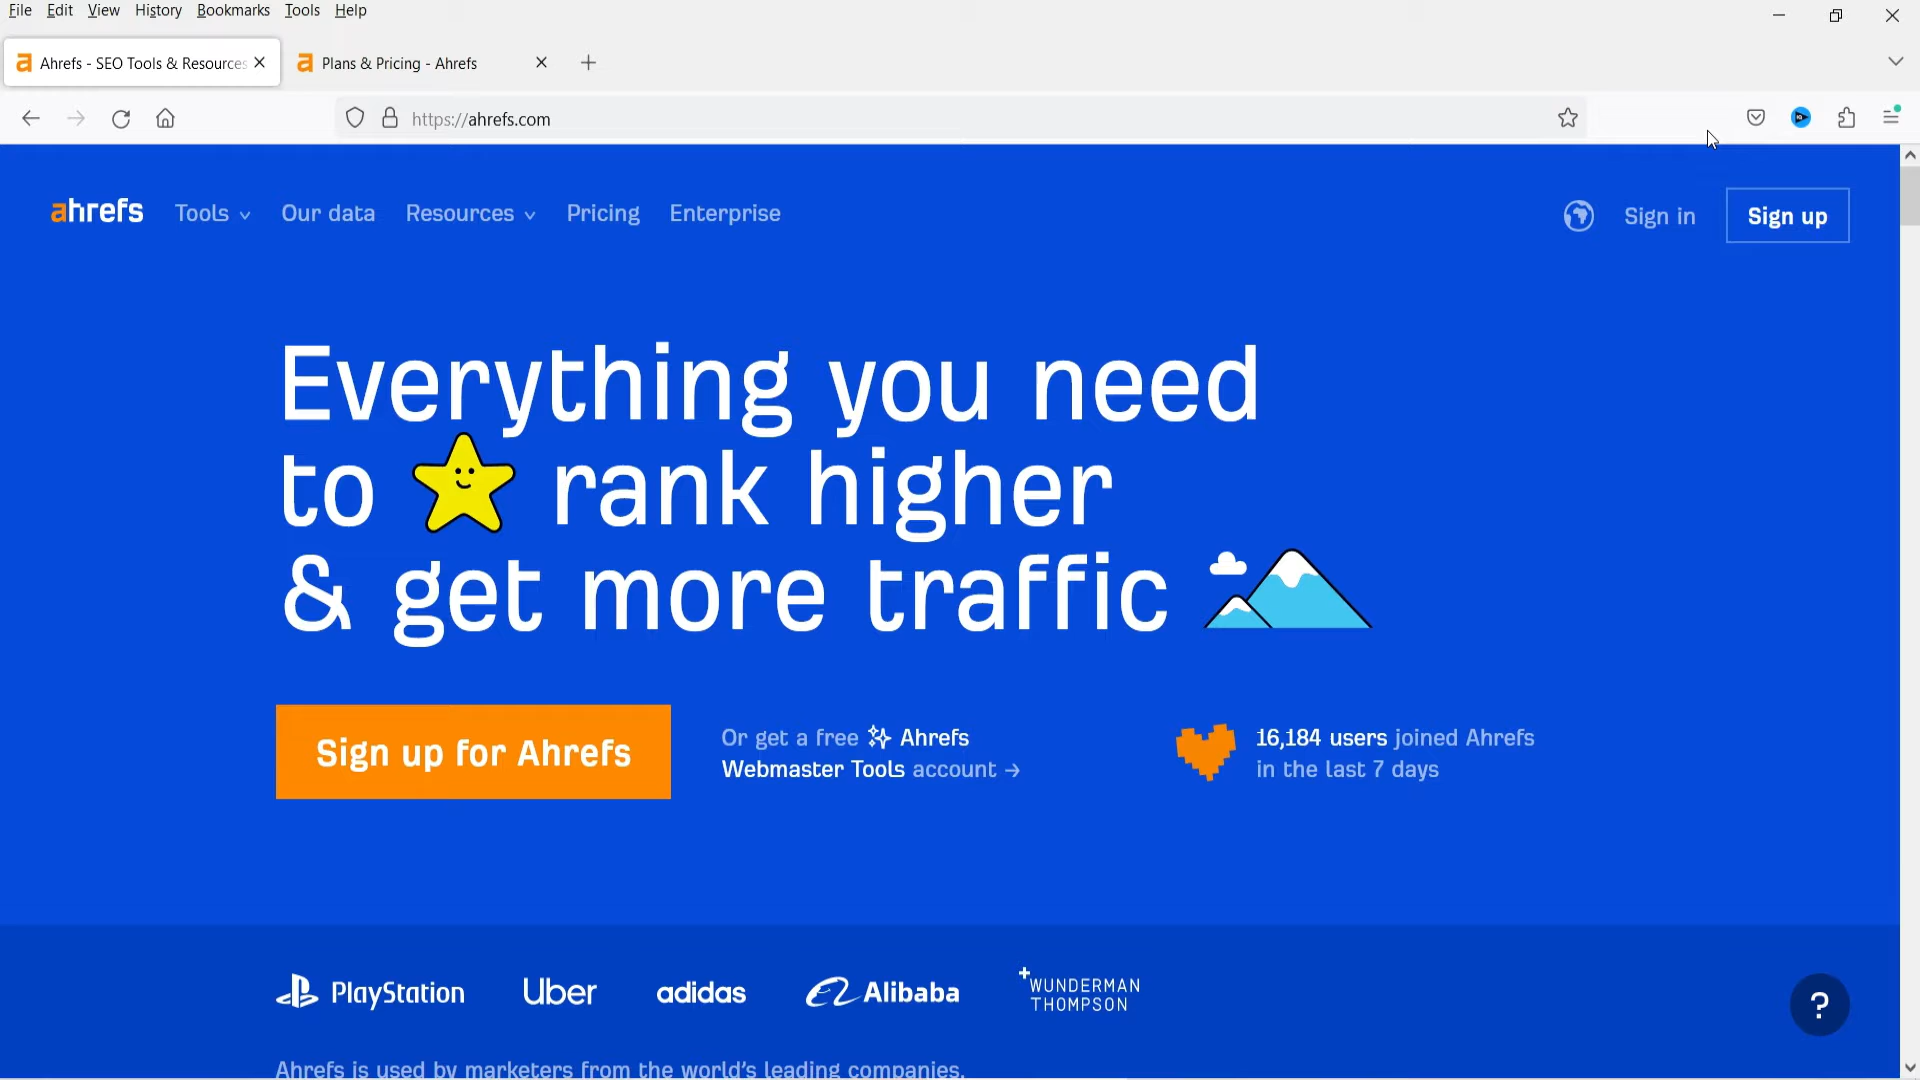 File Edit View History Bookmarks Tools Help
Ahrefs - SEO Tools & Resources
Plans & Pricing - Ahrefs
https://ahrefs.com
ahrefs Tools Our data Resources Pricing Enterprise Sign in Sign up
Everything you need
to rank higher
& get more traffic
Sign up for Ahrefs
Or get a free Ahrefs
Webmaster Tools account →
16,184 users joined Ahrefs
in the last 7 days
PlayStation Uber adidas Alibaba
WUNDERMAN
THOMPSON
?
Ahrefs is used by marketers from the world's leading companies.